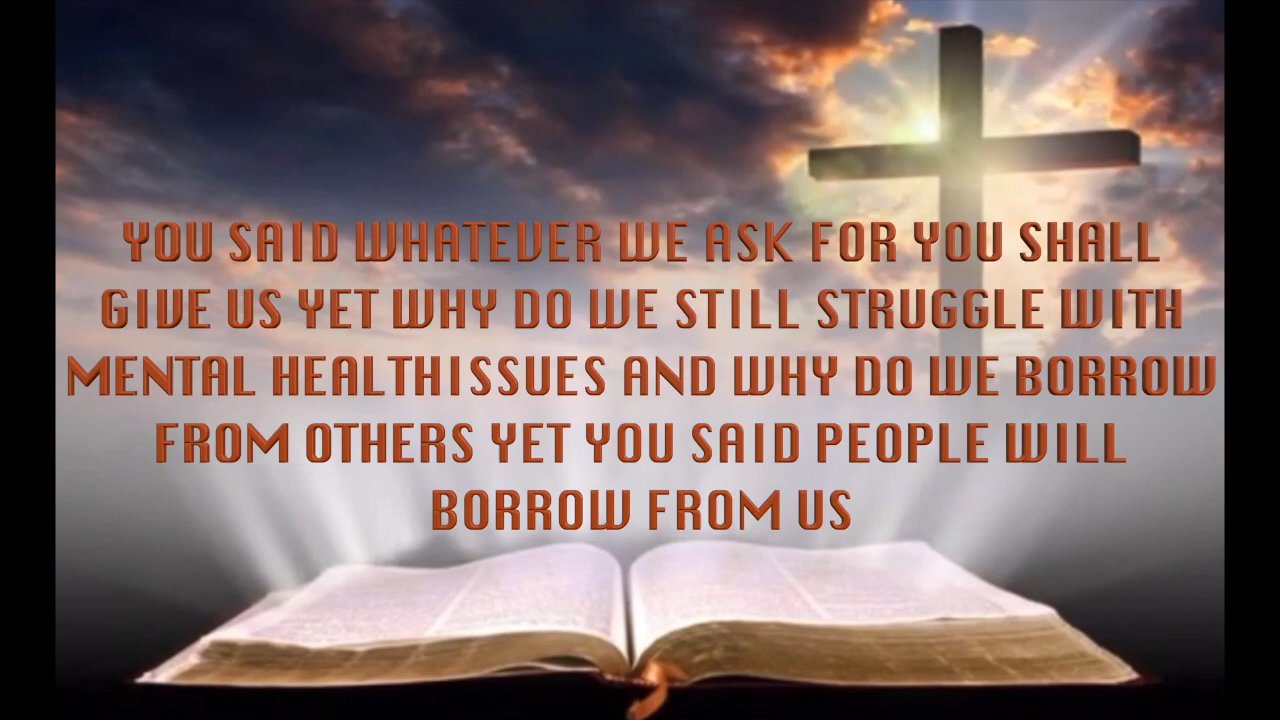 YOU SAID WHATEVER WE ASK FOR YOU SHALL
GIVE US YET WHY DO WE STILL STRUGGLE WITH
MENTAL HEALTHISSUES AND WHY DO WE BORROW
FROM OTHERS YET YOU SAID PEOPLE WILL
BORROW FROM US